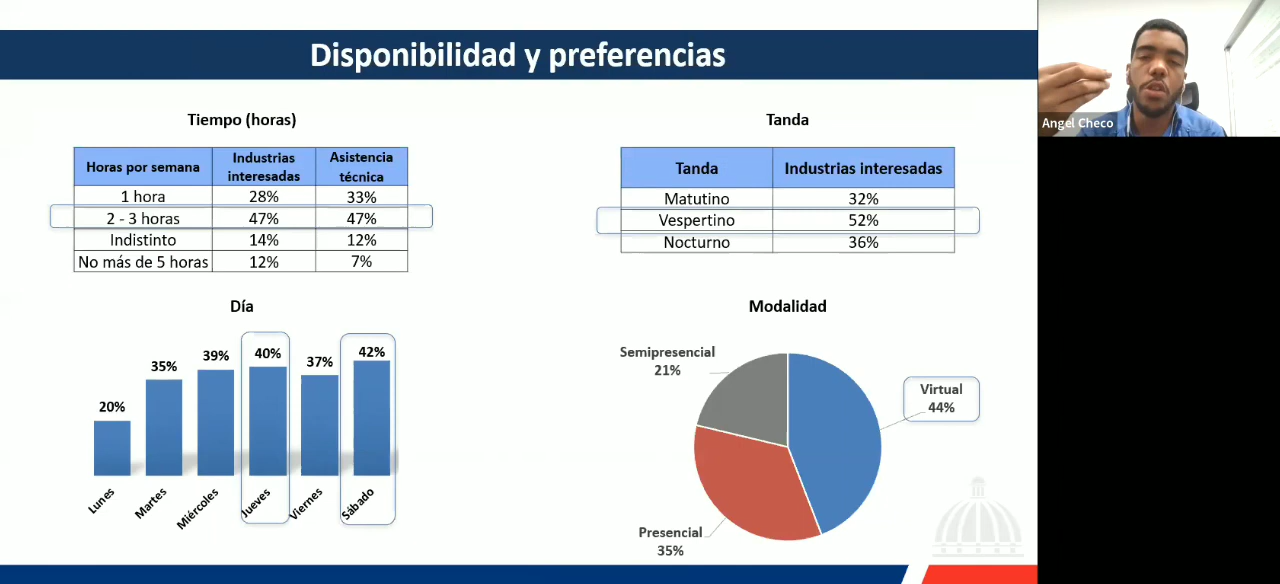 Disponibilidad y preferencias
Angel Checo
Tiempo (horas)
Horas por semana Industrias interesadas Asistencia técnica
1 hora 28% 33%
2 - 3 horas 47% 47%
Indistinto 14% 12%
No más de 5 horas 12% 7%
Tanda
Tanda Industrias interesadas
Matutino 32%
Vespertino 52%
Nocturno 36%
Día
20% 35% 39% 40% 37% 42%
Lunes Martes Miércoles Jueves Viernes Sábado
Modalidad
Semipresencial
21%
Virtual
44%
Presencial
35%